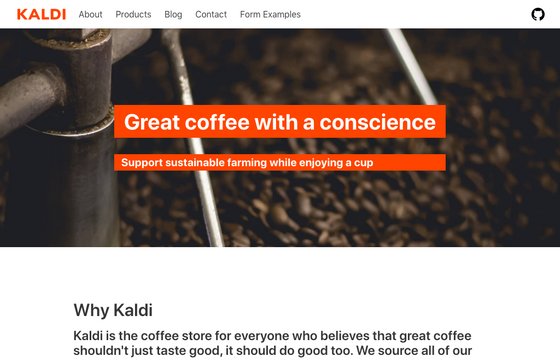 KALDI
About
Products
Blog
Contact
Form Examples
Great coffee with a conscience
Support sustainable farming while enjoying a cup
Why Kaldi
Kaldi is the coffee store for everyone who believes that great coffee
shouldn't just taste good, it should do good too. We source all of our